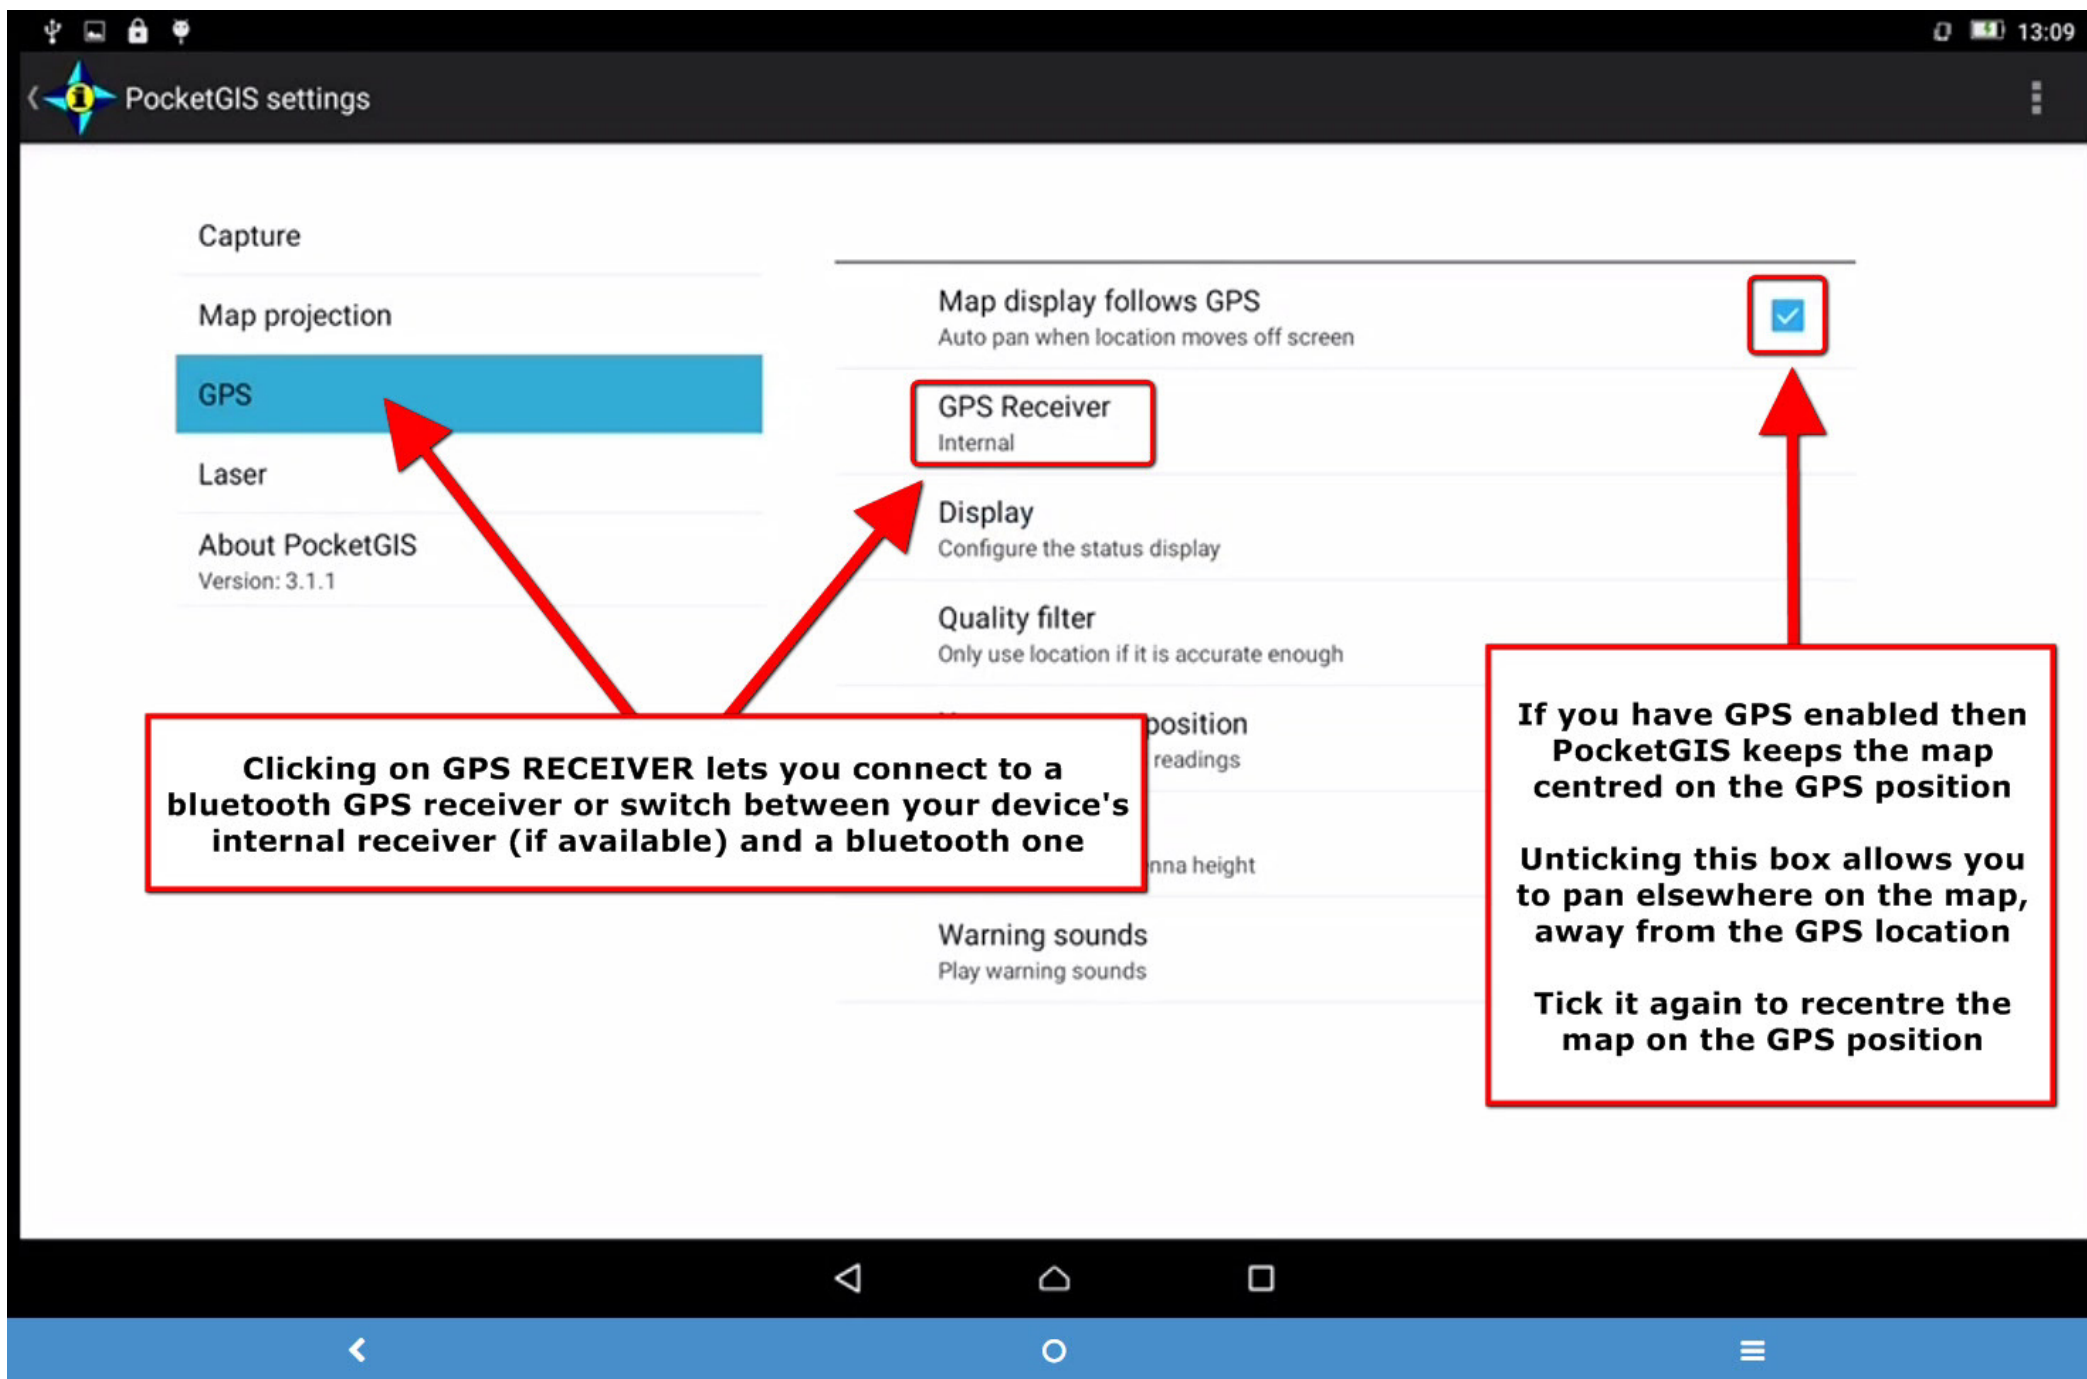 13:09
PocketGIS settings
Capture
Map projection
GPS
Laser
About PocketGIS
Version: 3.1.1
Map display follows GPS
Auto pan when location moves off screen
GPS Receiver
Internal
Display
Configure the status display
Quality filter
Only use location if it is accurate enough
position
readings
height
Warning sounds
Play warning sounds
Clicking on GPS RECEIVER lets you connect to a
bluetooth GPS receiver or switch between your device's
internal receiver (if available) and a bluetooth one
If you have GPS enabled then
PocketGIS keeps the map
centred on the GPS position
Unticking this box allows you
to pan elsewhere on the map,
away from the GPS location
Tick it again to recentre the
map on the GPS position